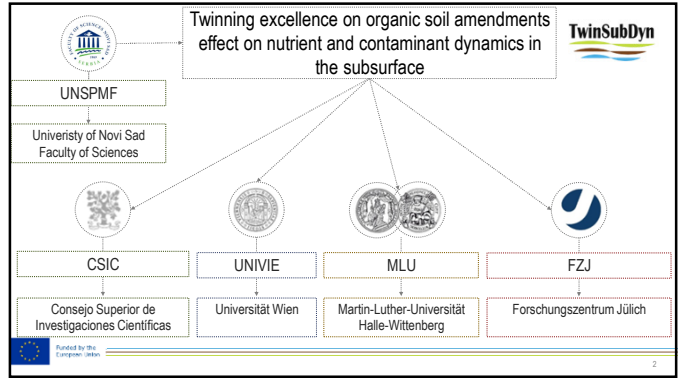 Twinning excellence on organic soil amendments
effect on nutrient and contaminant dynamics in
the subsurface
TwinSubDyn
UNSPMF
Univeristy of Novi Sad
Faculty of Sciences
CSIC
UNIVIE
MLU
FZJ
Consejo Superior de
Investigaciones Científicas
Universität Wien
Martin-Luther-Universität
Halle-Wittenberg
Forschungszentrum Jülich
Funded by the
European Union
2